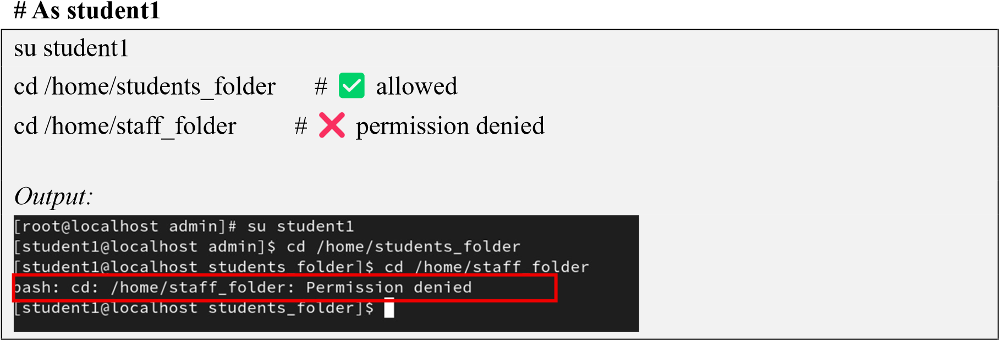 # As student1
su student1
cd /home/students_folder # ✅ allowed
cd /home/staff_folder # ❌ permission denied
Output:
[root@localhost admin]# su student1
[student1@localhost admin]$ cd /home/students_folder
[student1@localhost students_folder]$ cd /home/staff_folder
bash: cd: /home/staff_folder: Permission denied
[student1@localhost students_folder]$